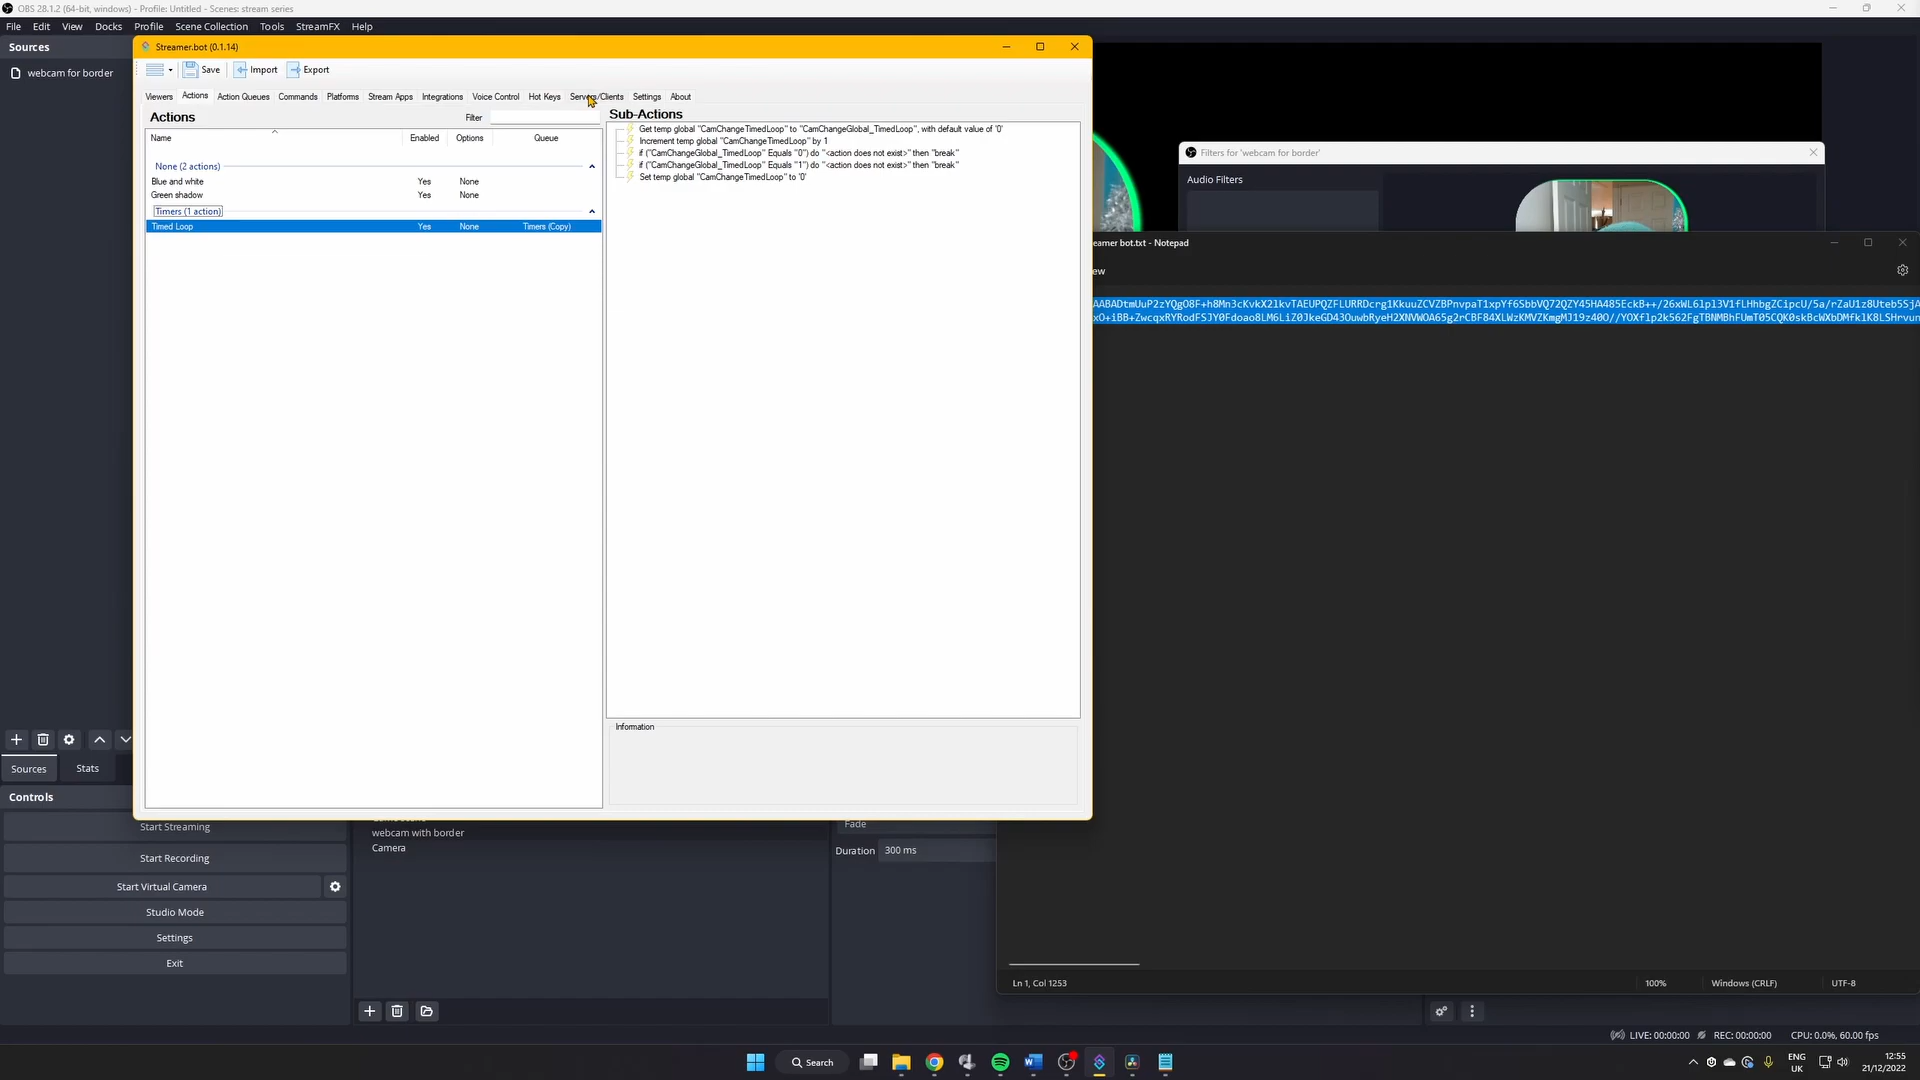 OBS 28.1.2 (64-bit, windows) - Profile: Untitled - Scenes: stream series
File Edit View Docks Profile Scene Collection Tools StreamFX Help
Sources
webcam for border
Streamer.bot (0.1.14)
Save Import Export
Viewers Actions Action Queues Commands Platforms Stream Apps Integrations Voice Control Hot Keys Servers/Clients Settings About
Actions
Filter
Name Enabled Options Queue
None (2 actions)
Blue and white Yes None
Green shadow Yes None
Timers (1 action)
Timed Loop Yes None Timers (Copy)
Sub-Actions
Get temp global "CamChangeTimedLoop" to "CamChangeGlobal_TimedLoop", with default value of '0'
Increment temp global "CamChangeTimedLoop" by 1
if ("CamChangeGlobal_TimedLoop" Equals "0") do "<action does not exist>" then "break"
if ("CamChangeGlobal_TimedLoop" Equals "1") do "<action does not exist>" then "break"
Set temp global "CamChangeTimedLoop" to '0'
Information
Filters for 'webcam for border'
Audio Filters
eamer bot.txt - Notepad
ew
Sources Stats
Controls
Start Streaming
Start Recording
Start Virtual Camera
Studio Mode
Settings
Exit
webcam with border
Camera
Fade
Duration 300 ms
Ln 1, Col 1253
100%
Windows (CRLF)
UTF-8
LIVE: 00:00:00 REC: 00:00:00 CPU: 0.0%, 60.00 fps
Search
ENG
UK
12:55
21/12/2022